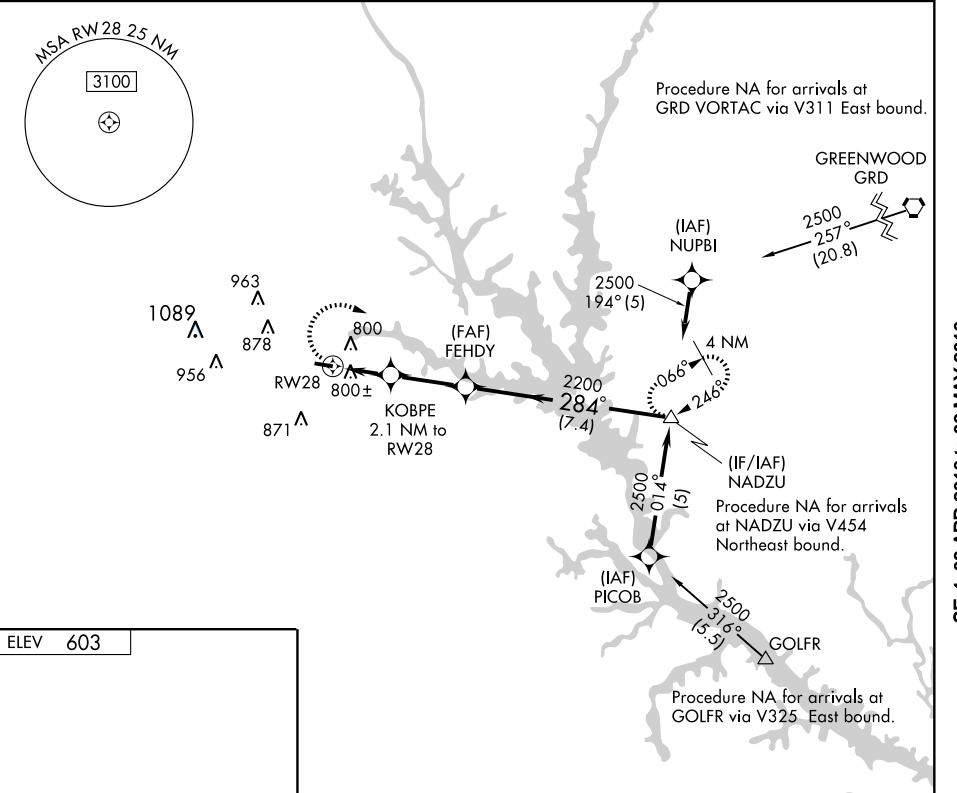 MSA RW 28 25 NM
3100
Procedure NA for arrivals at
GRD VORTAC via V311 East bound.
GREENWOOD
GRD
2500
257°
(20.8)
(IAF)
NUPBI
2500
194° (5)
963
1089
878
956
800
(FAF)
FEHDY
4 NM
066°
246°
RW28
800±
KOBPE
2.1 NM to
RW28
871
2200
284°
(7.4)
(IF/IAF)
NADZU
Procedure NA for arrivals
at NADZU via V454
Northeast bound.
2500
014°
(5)
(IAF)
PICOB
2500
316°
(5.5)
GOLFR
Procedure NA for arrivals at
GOLFR via V325 East bound.
ELEV 603